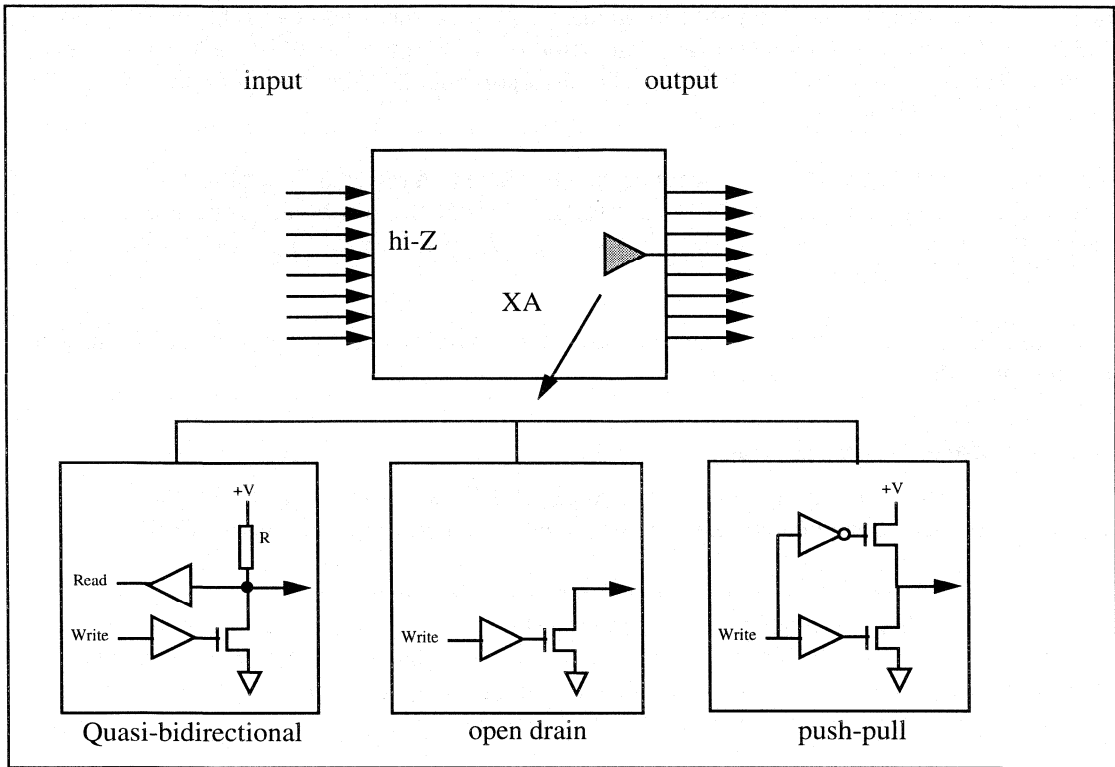 input
output
hi-Z
XA
+V
R
Read
Write
Quasi-bidirectional
Write
open drain
+V
Write
push-pull